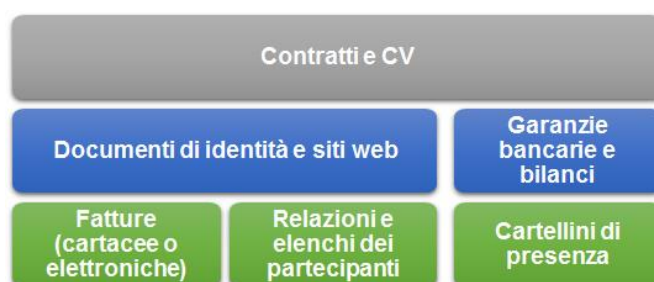 Contratti e CV
Documenti di identità e siti web
Garanzie
bancarie e
bilanci
Fatture
(cartacee o
elettroniche)
Relazioni e
elenchi dei
partecipanti
Cartellini di
presenza